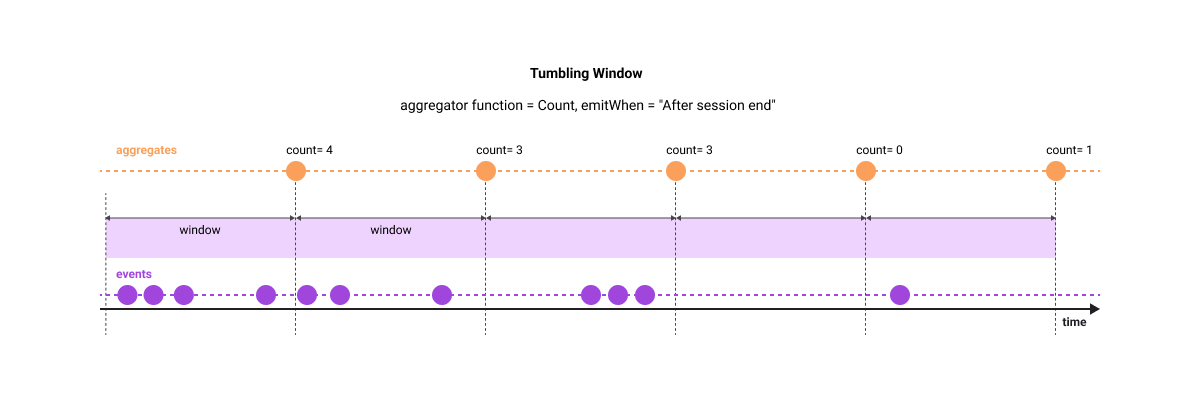 Tumbling Window
aggregator function = Count, emitWhen = "After session end"
aggregates
count= 4
count= 3
count= 3
count= 0
count= 1
window
window
events
time